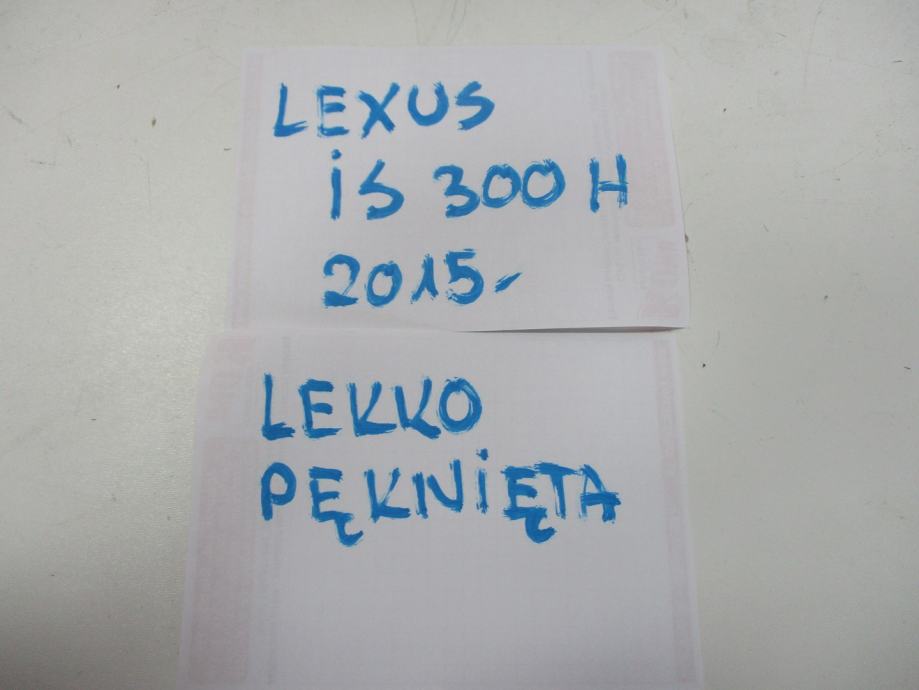 LEXUS
iS 300 H
2015-
LEKKO
PĘKNiĘTA